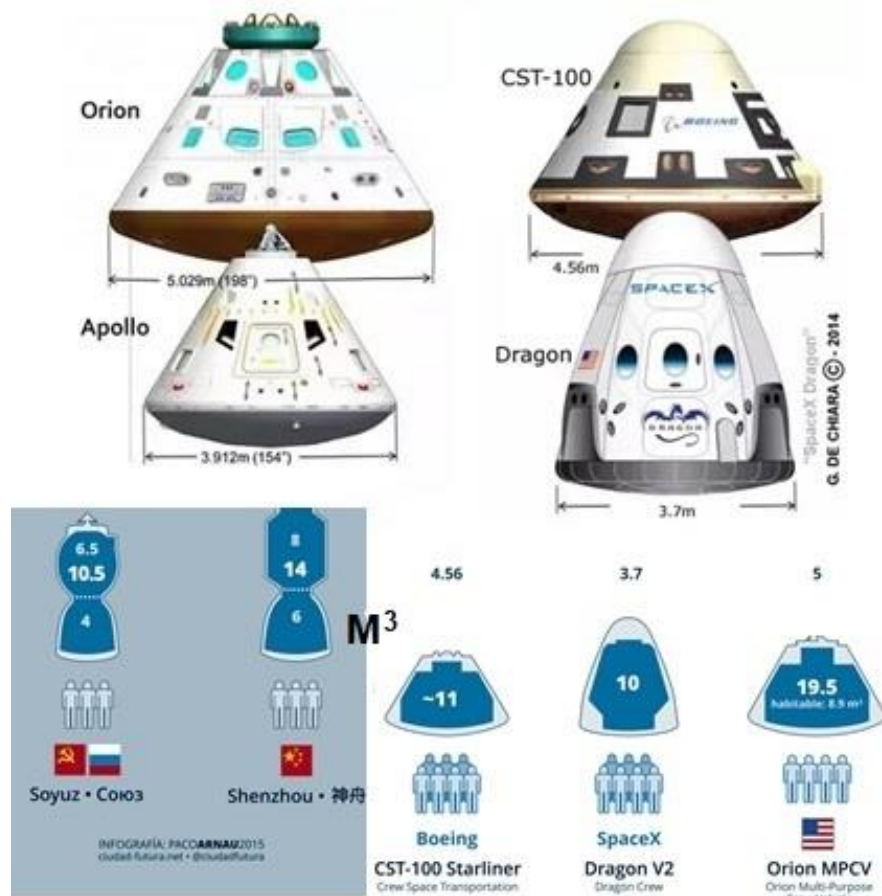 Orion
5.029m (198")
Apollo
3.912m (154")
CST-100
BOEING
4.56m
SPACEX
Dragon
DRAGON
3.7m
"SpaceX Dragon"
G. DE CHIARA © - 2014
6.5
10.5
4
Soyuz • Союз
8
14
6
Shenzhou • 神舟
INFOGRAFÍA: PACOARNAU2015
ciudad-futura.net • @ciudadfutura
M³
4.56
~11
Boeing
CST-100 Starliner
Crew Space Transportation
3.7
10
SpaceX
Dragon V2
Dragon Crew
5
19.5
habitable: 8.9 m³
Orion MPCV
Orion Multi-Purpose